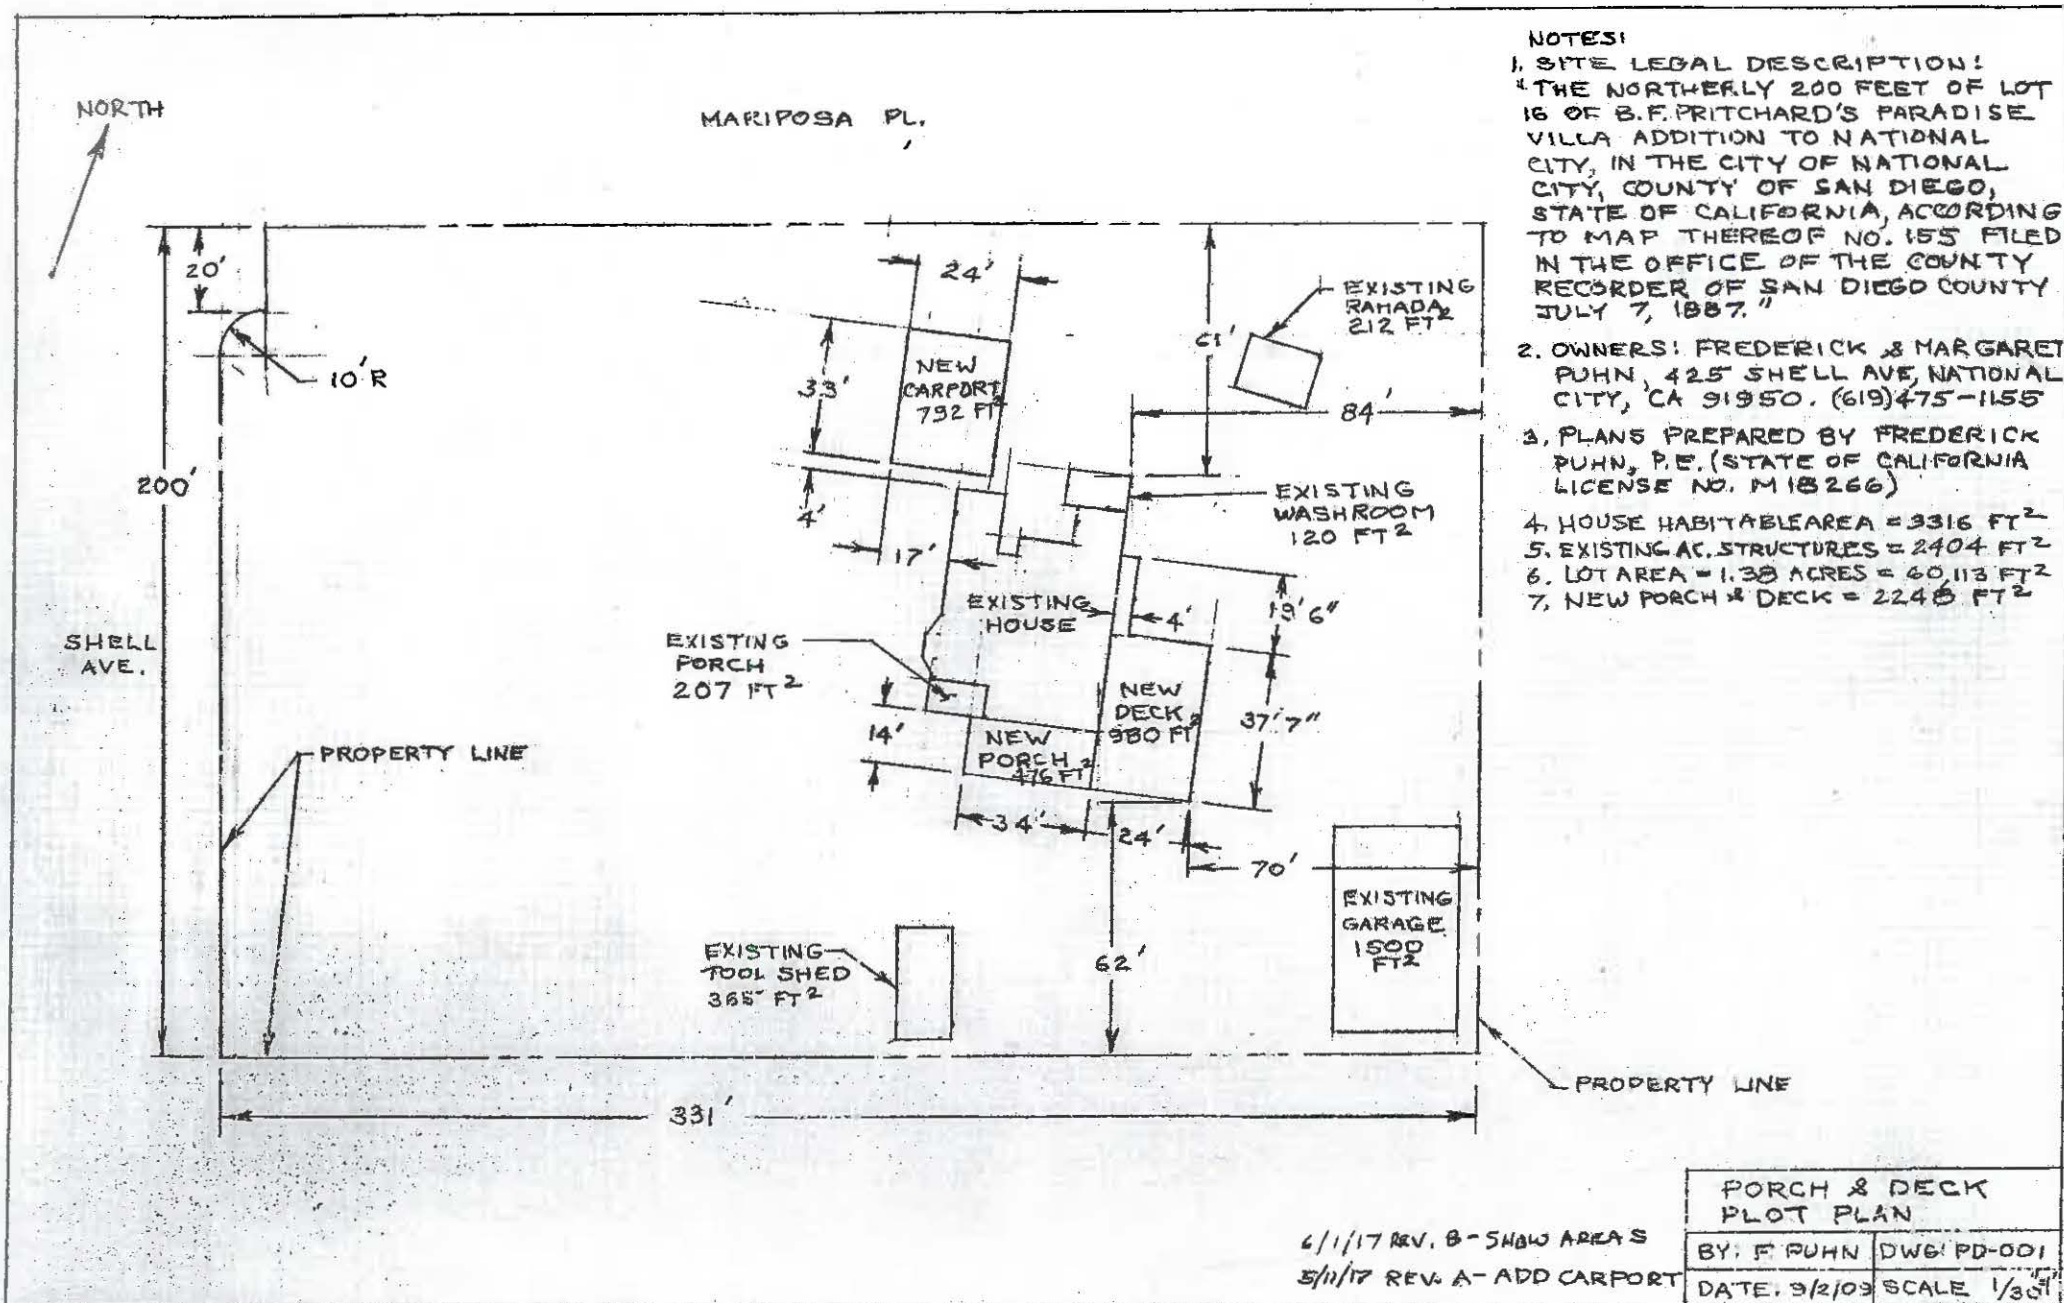 NORTH
MARIPOSA PL.
20'
10'R
200'
SHELL
AVE.
24'
33'
NEW
CARPORT
792 FT²
4'
17'
61'
EXISTING
RAMADA
212 FT²
84'
EXISTING
WASHROOM
120 FT²
EXISTING
HOUSE
4'
19'6"
EXISTING
PORCH
207 FT²
14'
NEW
PORCH
476 FT²
NEW
DECK
980 FT²
37'7"
34'
24'
70'
PROPERTY LINE
62'
EXISTING
TOOL SHED
365 FT²
EXISTING
GARAGE
1500
FT²
331'
PROPERTY LINE
NOTES:
1. SITE LEGAL DESCRIPTION:
"THE NORTHERLY 200 FEET OF LOT
16 OF B.F. PRITCHARD'S PARADISE
VILLA ADDITION TO NATIONAL
CITY, IN THE CITY OF NATIONAL
CITY, COUNTY OF SAN DIEGO,
STATE OF CALIFORNIA, ACCORDING
TO MAP THEREOF NO. 155 FILED
IN THE OFFICE OF THE COUNTY
RECORDER OF SAN DIEGO COUNTY
JULY 7, 1887."
2. OWNERS: FREDERICK & MARGARET
PUHN, 425 SHELL AVE, NATIONAL
CITY, CA 91950. (619)475-1155
3. PLANS PREPARED BY FREDERICK
PUHN, P.E. (STATE OF CALIFORNIA
LICENSE NO. M18266)
4. HOUSE HABITABLE AREA = 3316 FT²
5. EXISTING AC. STRUCTURES = 2404 FT²
6. LOT AREA = 1.38 ACRES = 60,113 FT²
7. NEW PORCH & DECK = 2248 FT²
6/1/17 REV. B - SHOW AREAS
5/11/17 REV. A - ADD CARPORT
PORCH & DECK
PLOT PLAN
BY: F PUHN DWG: PD-001
DATE: 9/2/09 SCALE 1/30"=1'